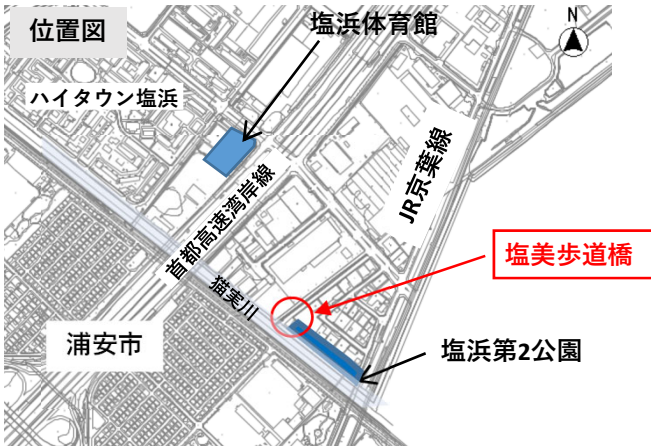 位置図
塩浜体育館
N
ハイタウン塩浜
JR京葉線
首都高速湾岸線
塩美歩道橋
猫実川
浦安市
塩浜第2公園